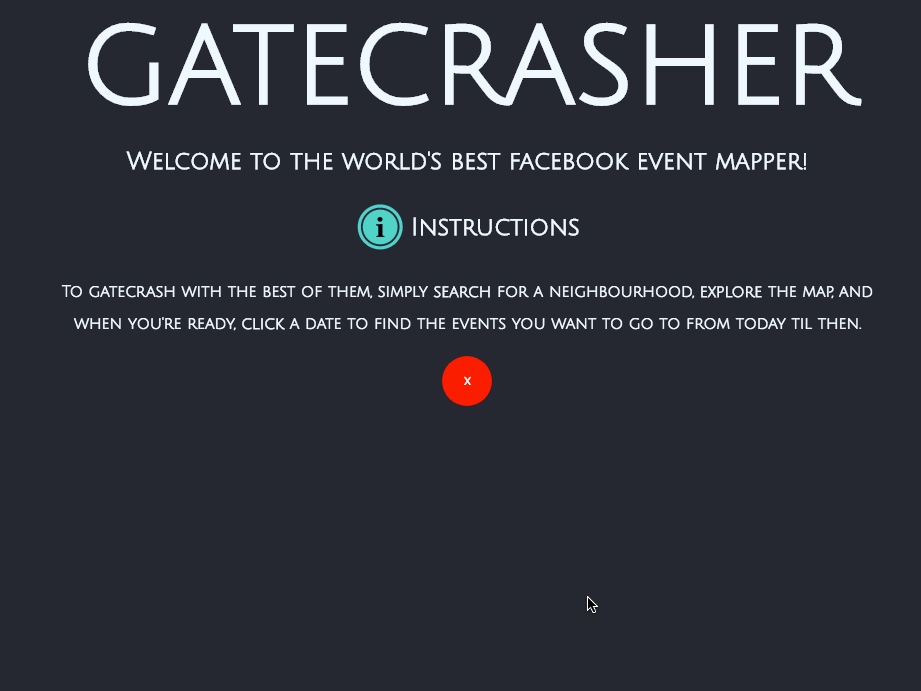 GATECRASHER
Welcome to the world's best facebook event mapper!
i Instructions
To gatecrash with the best of them, simply search for a neighbourhood, explore the map, and
when you're ready, click a date to find the events you want to go to from today til then.
x